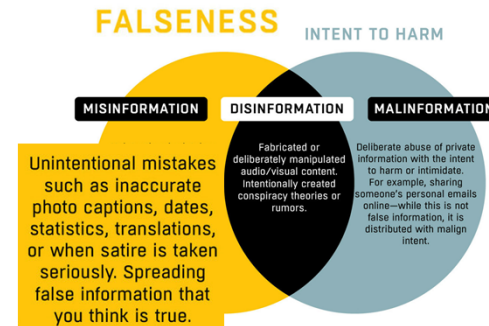 FALSENESS
INTENT TO HARM
MISINFORMATION
DISINFORMATION
MALINFORMATION
Unintentional mistakes
such as inaccurate
photo captions, dates,
statistics, translations,
or when satire is taken
seriously. Spreading
false information that
you think is true.
Fabricated or
deliberately manipulated
audio/visual content.
Intentionally created
conspiracy theories or
rumors.
Deliberate abuse of private
information with the intent
to harm or intimidate.
For example, sharing
someone's personal emails
online—while this is not
false information, it is
distributed with malign
intent.